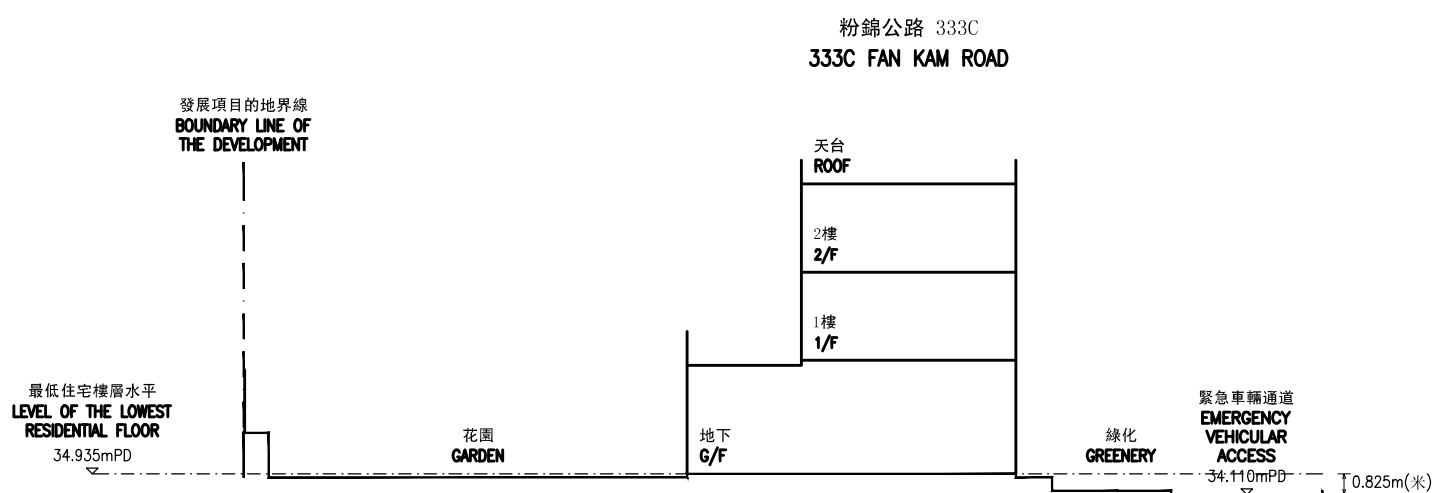 粉錦公路 333C
333C FAN KAM ROAD
發展項目的地界線
BOUNDARY LINE OF
THE DEVELOPMENT
天台
ROOF
2樓
2/F
1樓
1/F
最低住宅樓層水平
LEVEL OF THE LOWEST
RESIDENTIAL FLOOR
34.935mPD
花園
GARDEN
地下
G/F
綠化
GREENERY
緊急車輛通道
EMERGENCY
VEHICULAR
ACCESS
34.110mPD
0.825m(米)